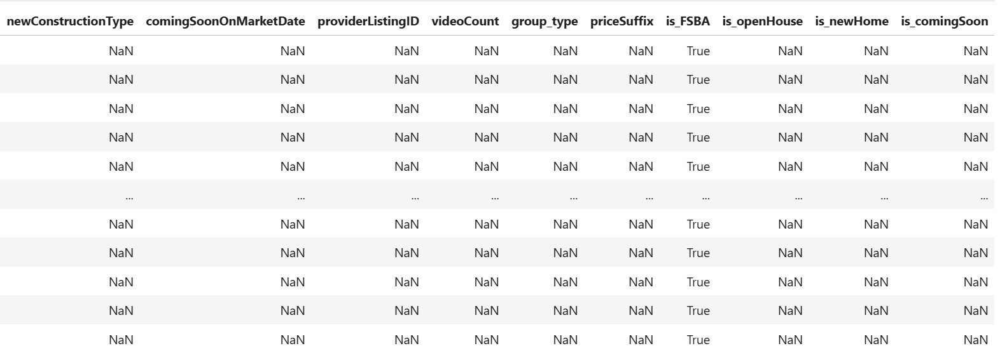 newConstructionType comingSoonOnMarketDate providerListingID videoCount group_type priceSuffix is_FSBA is_openHouse is_newHome is_comingSoon
NaN NaN NaN NaN NaN NaN True NaN NaN NaN
NaN NaN NaN NaN NaN NaN True NaN NaN NaN
NaN NaN NaN NaN NaN NaN True NaN NaN NaN
NaN NaN NaN NaN NaN NaN True NaN NaN NaN
NaN NaN NaN NaN NaN NaN True NaN NaN NaN
... ... ... ... ... ... ... ... ... ...
NaN NaN NaN NaN NaN NaN True NaN NaN NaN
NaN NaN NaN NaN NaN NaN True NaN NaN NaN
NaN NaN NaN NaN NaN NaN True NaN NaN NaN
NaN NaN NaN NaN NaN NaN True NaN NaN NaN
NaN NaN NaN NaN NaN NaN True NaN NaN NaN